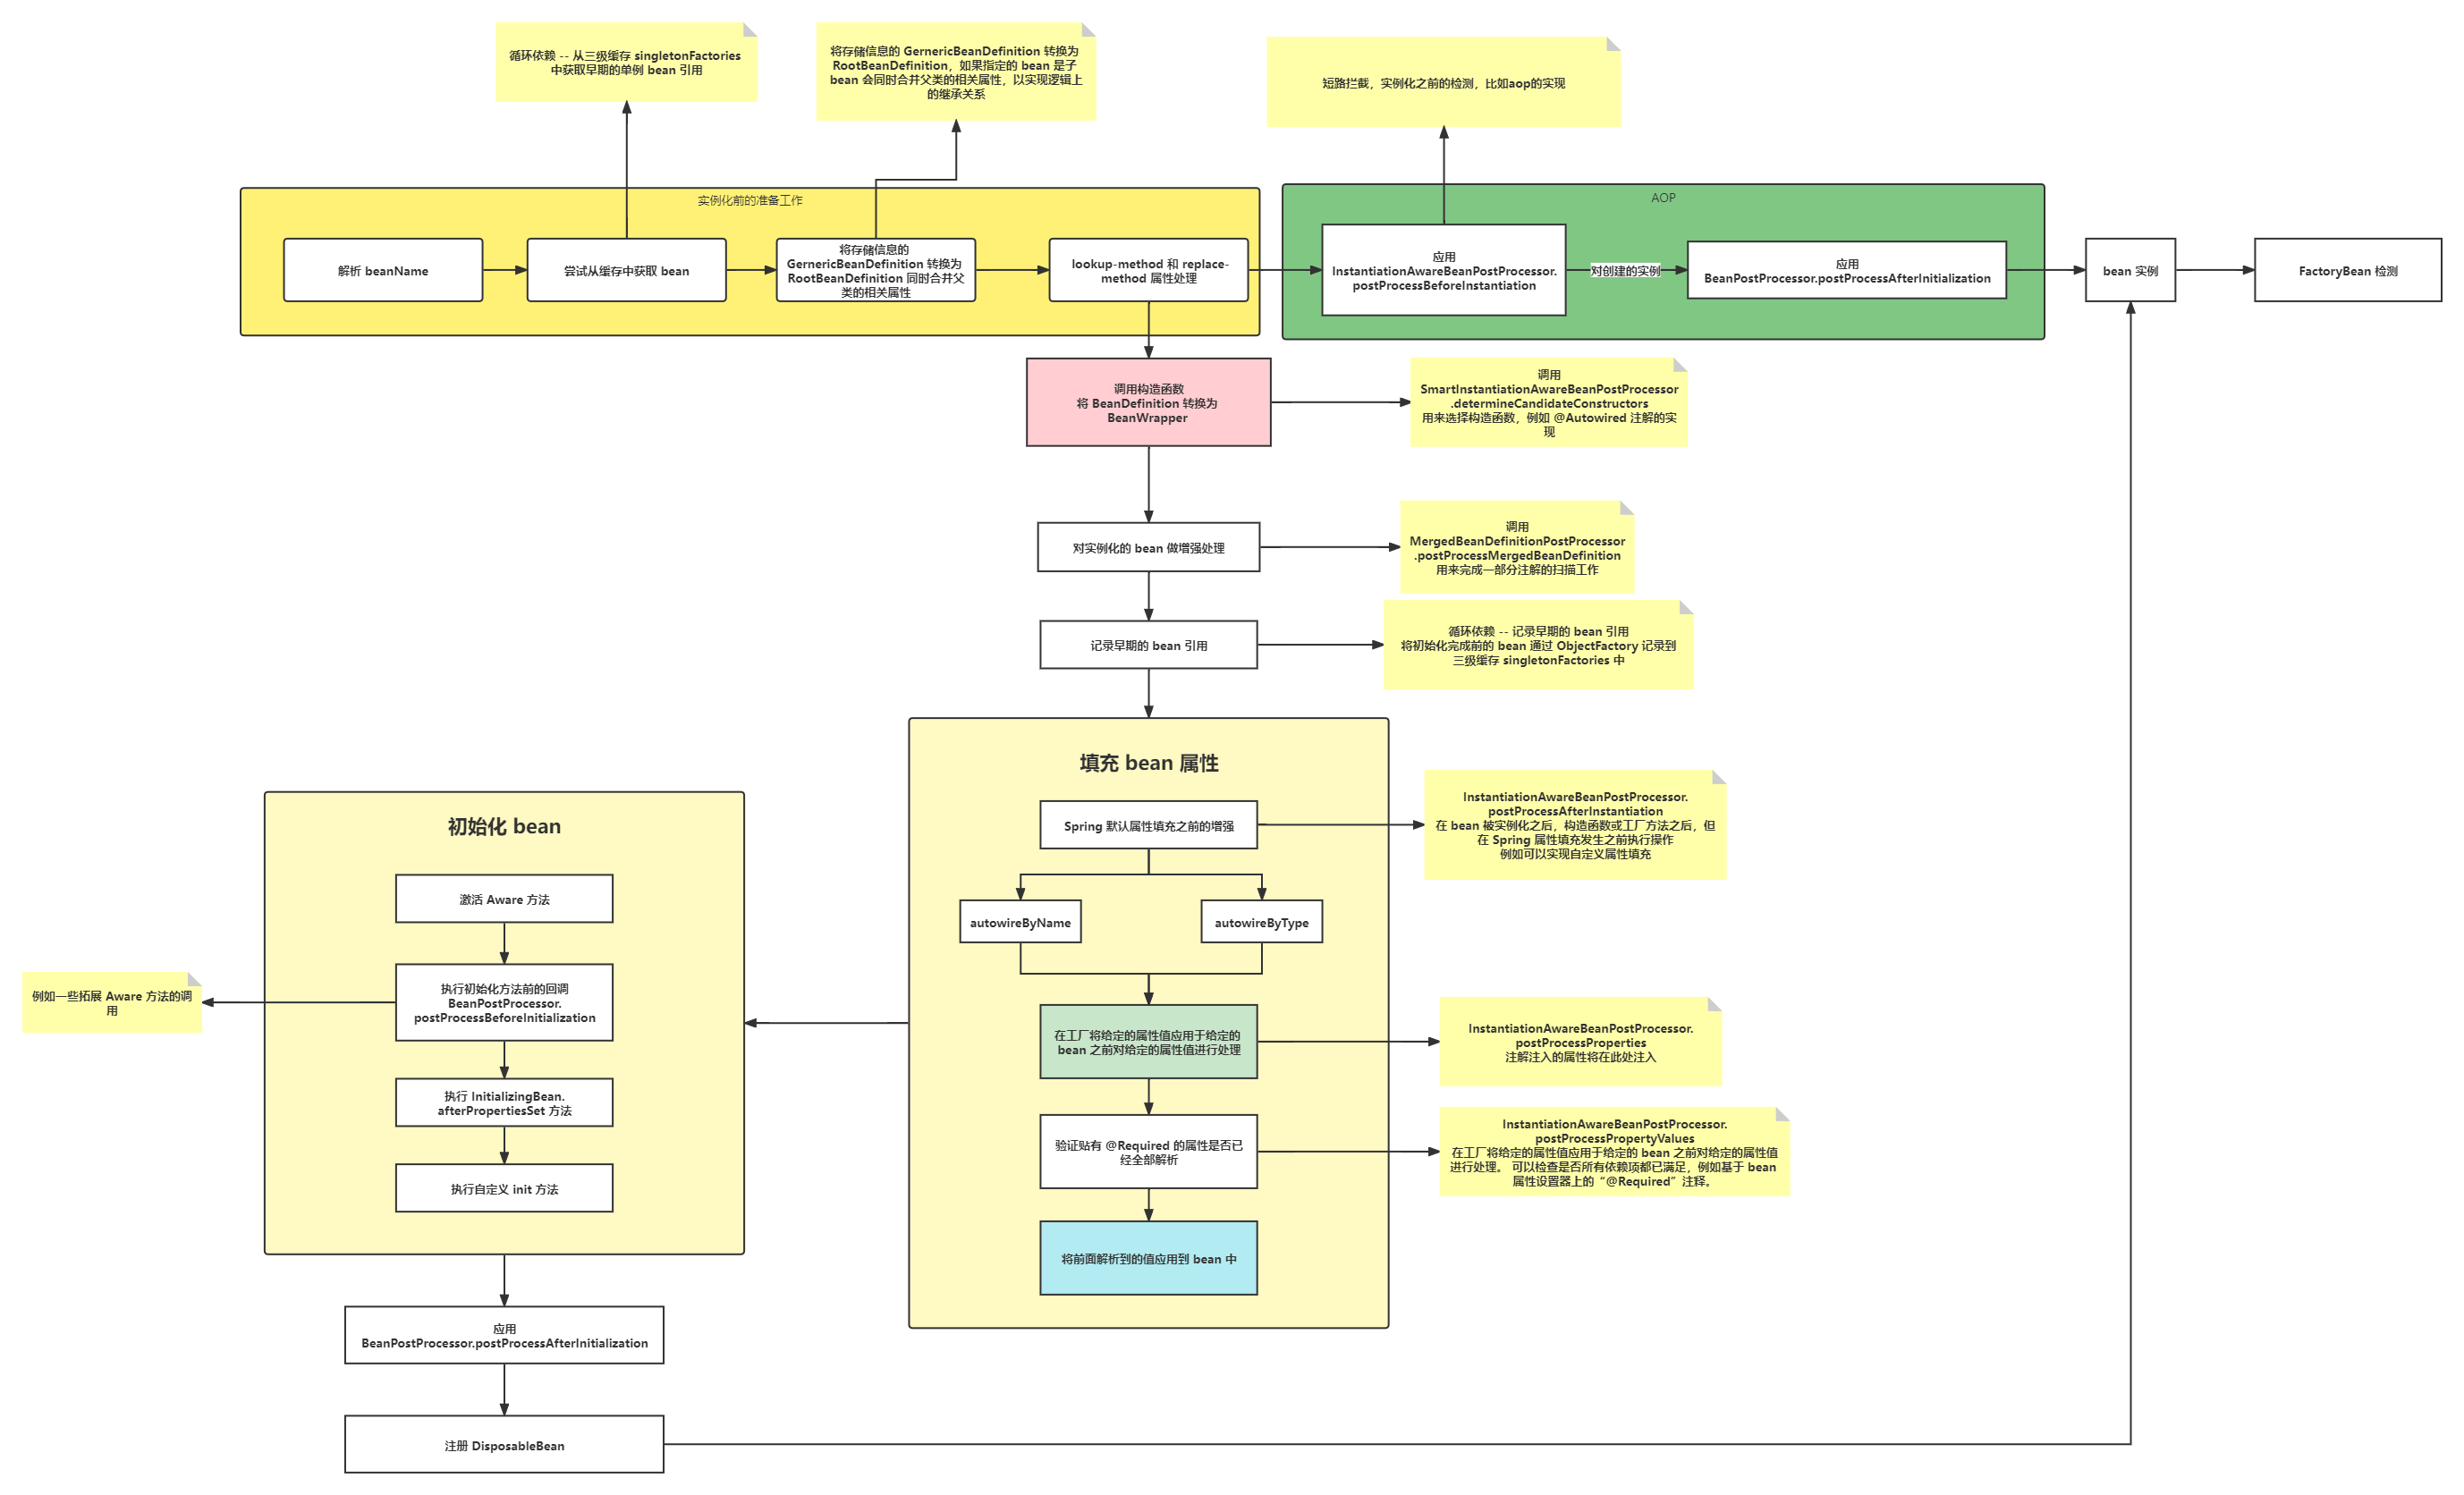 循环依赖 -- 从三级缓存 singletonFactories
中获取早期的单例 bean 引用
将存储信息的 GernericBeanDefinition 转换为
RootBeanDefinition，如果指定的 bean 是子
bean 会同时合并父类的相关属性，以实现逻辑上
的继承关系
短路拦截，实例化之前的检测，比如aop的实现
实例化前的准备工作
解析 beanName
尝试从缓存中获取 bean
将存储信息的
GernericBeanDefinition 转换为
RootBeanDefinition 同时合并父
类的相关属性
lookup-method 和 replace-
method 属性处理
AOP
应用
InstantiationAwareBeanPostProcessor.
postProcessBeforeInstantiation
对创建的实例
应用
BeanPostProcessor.postProcessAfterInitialization
bean 实例
FactoryBean 检测
调用构造函数
将 BeanDefinition 转换为
BeanWrapper
调用
SmartInstantiationAwareBeanPostProcessor
.determineCandidateConstructors
用来选择构造函数，例如 @Autowired 注解的实
现
对实例化的 bean 做增强处理
调用
MergedBeanDefinitionPostProcessor
.postProcessMergedBeanDefinition
用来完成一部分注解的扫描工作
记录早期的 bean 引用
循环依赖 -- 记录早期的 bean 引用
将初始化完成前的 bean 通过 ObjectFactory 记录到
三级缓存 singletonFactories 中
填充 bean 属性
Spring 默认属性填充之前的增强
InstantiationAwareBeanPostProcessor.
postProcessAfterInstantiation
在 bean 被实例化之后，构造函数或工厂方法之后，但
在 Spring 属性填充发生之前执行操作
例如可以实现自定义属性填充
autowireByName
autowireByType
在工厂将给定的属性值应用于给定的
bean 之前对给定的属性值进行处理
InstantiationAwareBeanPostProcessor.
postProcessProperties
注解注入的属性将在此处注入
验证贴有 @Required 的属性是否已
经全部解析
InstantiationAwareBeanPostProcessor.
postProcessPropertyValues
在工厂将给定的属性值应用于给定的 bean 之前对给定的属性值
进行处理。 可以检查是否所有依赖项都已满足，例如基于 bean
属性设置器上的“@Required”注释。
将前面解析到的值应用到 bean 中
初始化 bean
激活 Aware 方法
执行初始化方法前的回调
BeanPostProcessor.
postProcessBeforeInitialization
例如一些拓展 Aware 方法的调
用
执行 InitializingBean.
afterPropertiesSet 方法
执行自定义 init 方法
应用
BeanPostProcessor.postProcessAfterInitialization
注册 DisposableBean